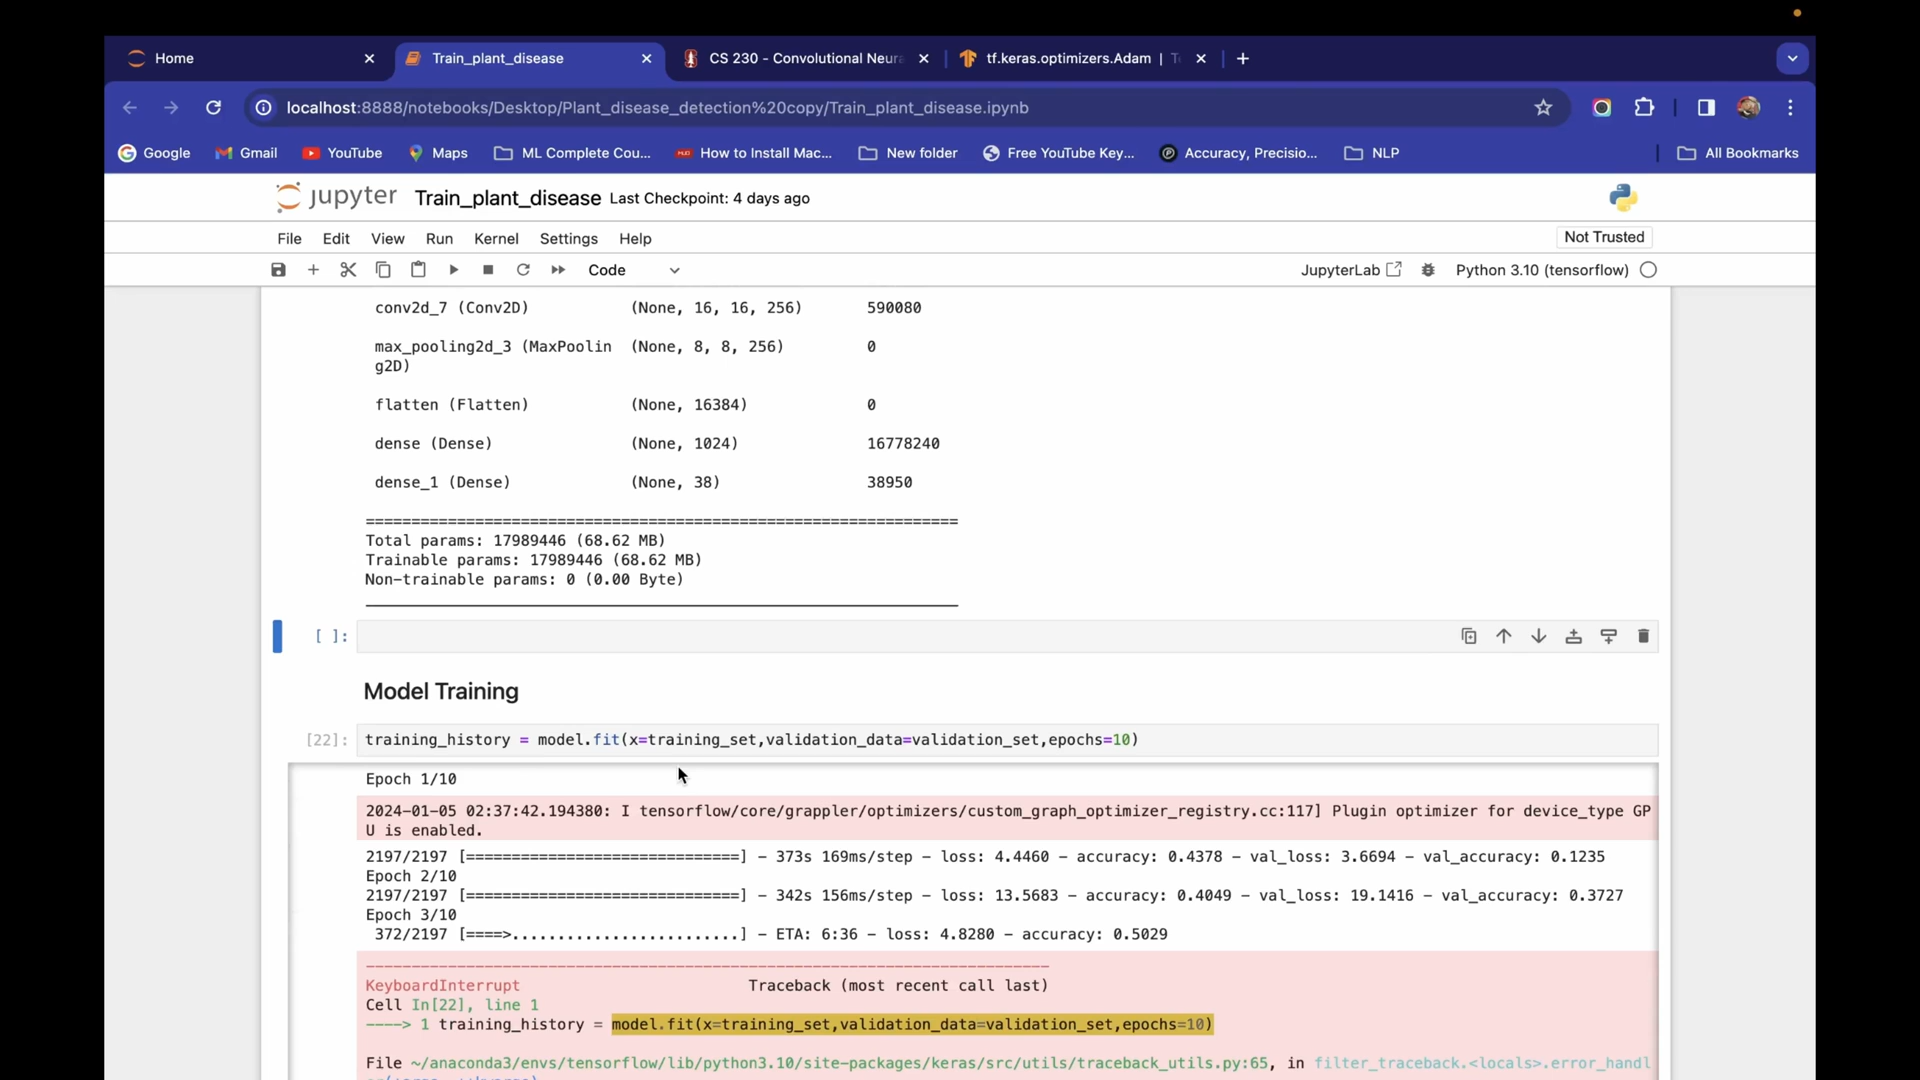 Home
Train_plant_disease
CS 230 - Convolutional Neura
tf.keras.optimizers.Adam |
localhost:8888/notebooks/Desktop/Plant_disease_detection%20copy/Train_plant_disease.ipynb
Google Gmail YouTube Maps ML Complete Cou... How to Install Mac... New folder Free YouTube Key... Accuracy, Precisio... NLP All Bookmarks
jupyter Train_plant_disease Last Checkpoint: 4 days ago
File Edit View Run Kernel Settings Help Not Trusted
Code JupyterLab Python 3.10 (tensorflow)
conv2d_7 (Conv2D) (None, 16, 16, 256) 590080
max_pooling2d_3 (MaxPoolin (None, 8, 8, 256) 0
g2D)
flatten (Flatten) (None, 16384) 0
dense (Dense) (None, 1024) 16778240
dense_1 (Dense) (None, 38) 38950
=================================================================
Total params: 17989446 (68.62 MB)
Trainable params: 17989446 (68.62 MB)
Non-trainable params: 0 (0.00 Byte)
_________________________________________________________________
[ ]:
Model Training
[22]: training_history = model.fit(x=training_set,validation_data=validation_set,epochs=10)
Epoch 1/10
2024-01-05 02:37:42.194380: I tensorflow/core/grappler/optimizers/custom_graph_optimizer_registry.cc:117] Plugin optimizer for device_type GP
U is enabled.
2197/2197 [==============================] - 373s 169ms/step - loss: 4.4460 - accuracy: 0.4378 - val_loss: 3.6694 - val_accuracy: 0.1235
Epoch 2/10
2197/2197 [==============================] - 342s 156ms/step - loss: 13.5683 - accuracy: 0.4049 - val_loss: 19.1416 - val_accuracy: 0.3727
Epoch 3/10
372/2197 [====>.........................] - ETA: 6:36 - loss: 4.8280 - accuracy: 0.5029
---------------------------------------------------------------------------
KeyboardInterrupt Traceback (most recent call last)
Cell In[22], line 1
----> 1 training_history = model.fit(x=training_set,validation_data=validation_set,epochs=10)
File ~/anaconda3/envs/tensorflow/lib/python3.10/site-packages/keras/src/utils/traceback_utils.py:65, in filter_traceback.<locals>.error_handl